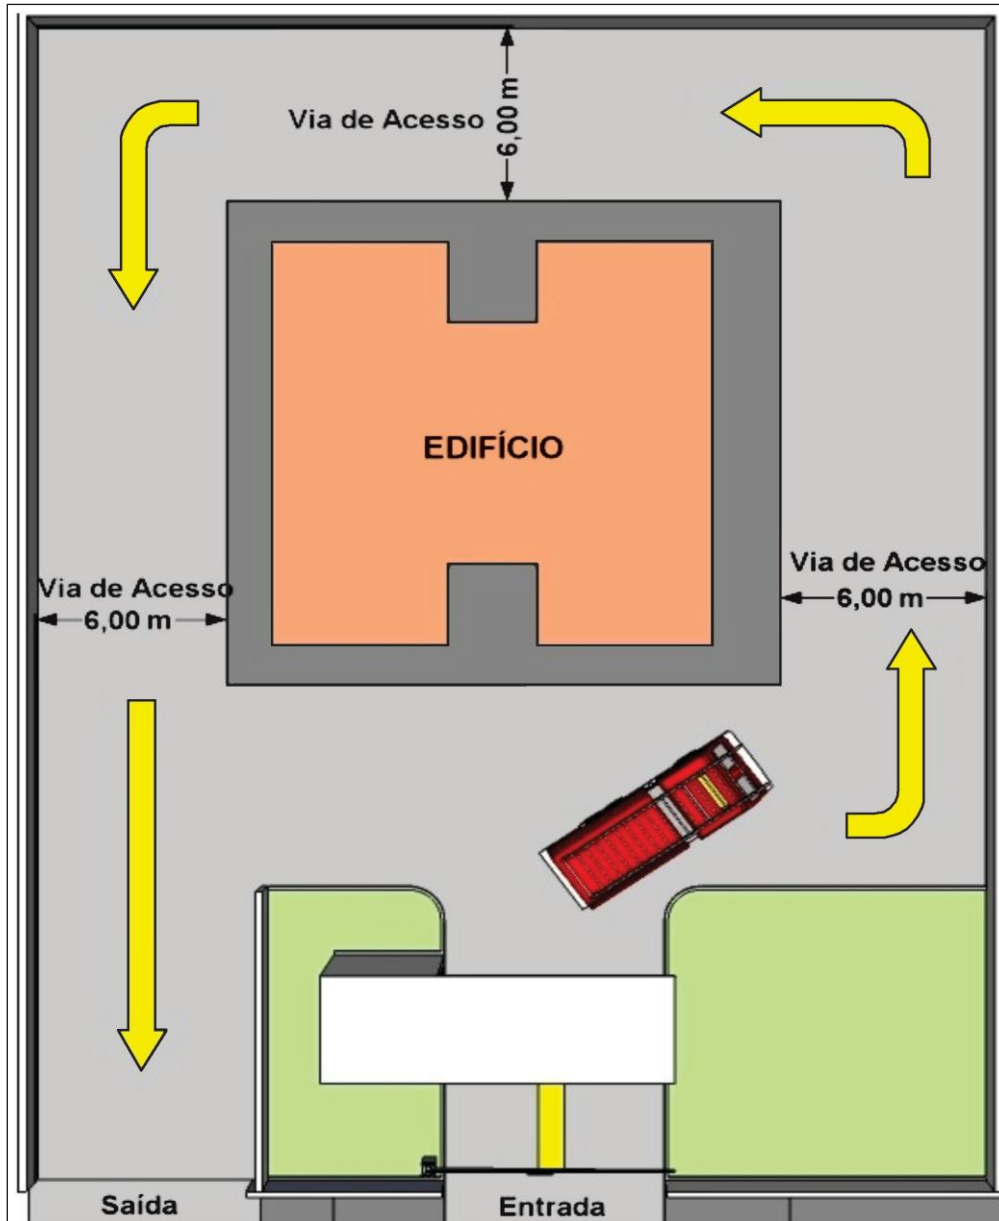 Via de Acesso
6,00 m
EDIFÍCIO
Via de Acesso
6,00 m
Via de Acesso
6,00 m
Saída
Entrada